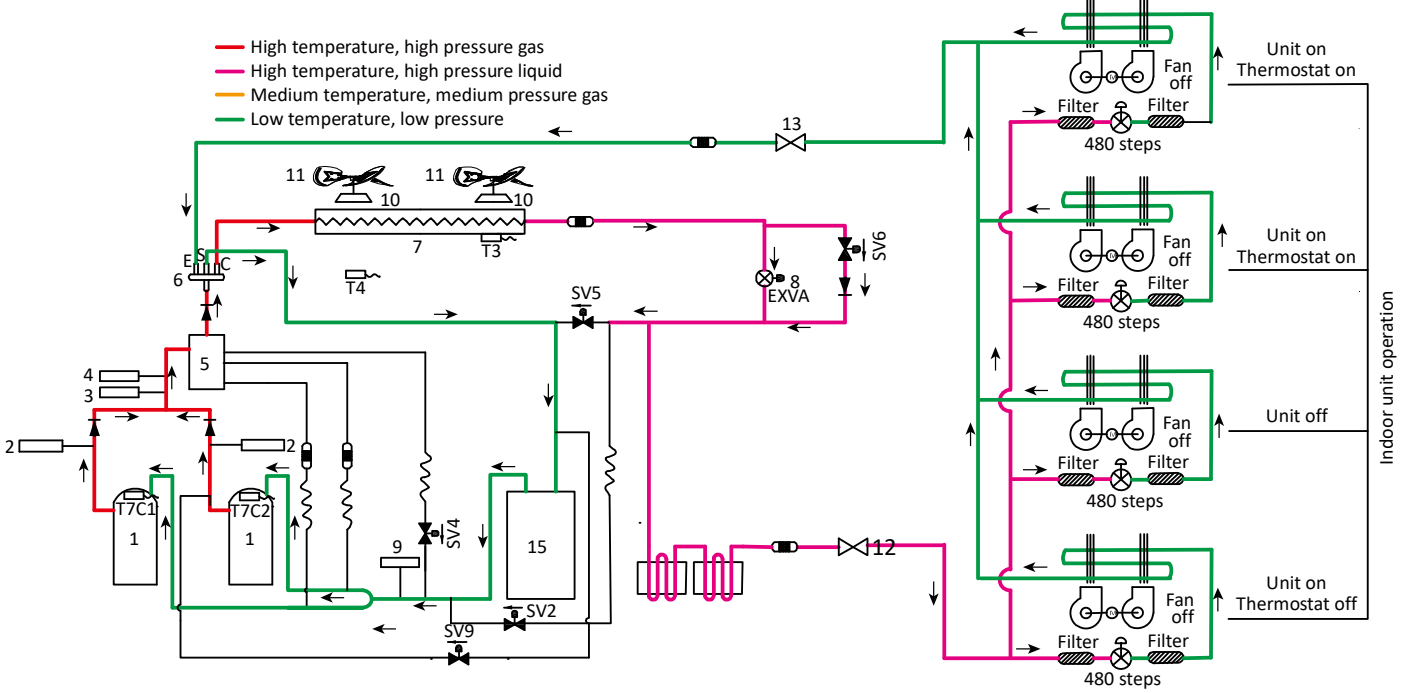 High temperature, high pressure gas
High temperature, high pressure liquid
Medium temperature, medium pressure gas
Low temperature, low pressure
13
11
11
10
10
7
T3
T4
E
S
C
6
8
EXVA
SV6
SV5
5
4
3
2
2
T7C1
T7C2
1
1
9
SV4
15
SV2
SV9
12
Fan
off
Filter
Filter
480 steps
Unit on
Thermostat on
Fan
off
Filter
Filter
480 steps
Unit on
Thermostat on
Fan
off
Filter
Filter
480 steps
Unit off
Fan
off
Filter
Filter
480 steps
Unit on
Thermostat off
Indoor unit operation